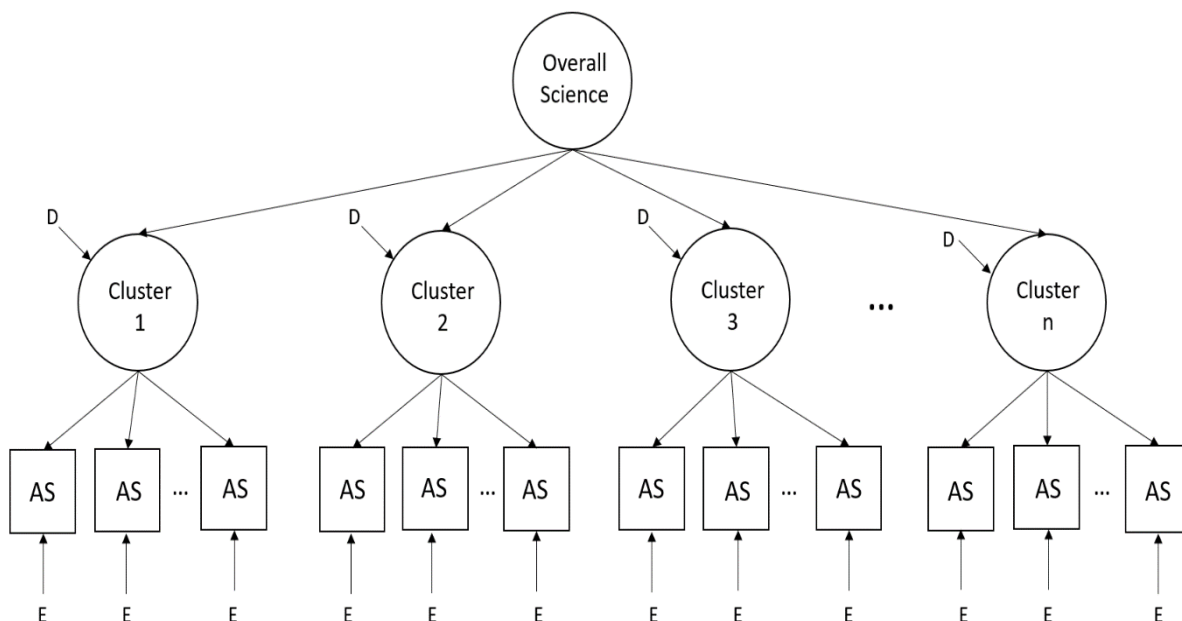 Overall
Science
D
D
D
D
Cluster
1
Cluster
2
Cluster
3
...
Cluster
n
AS AS ... AS
AS AS ... AS
AS AS ... AS
AS AS ... AS
E E E
E E E
E E E
E E E